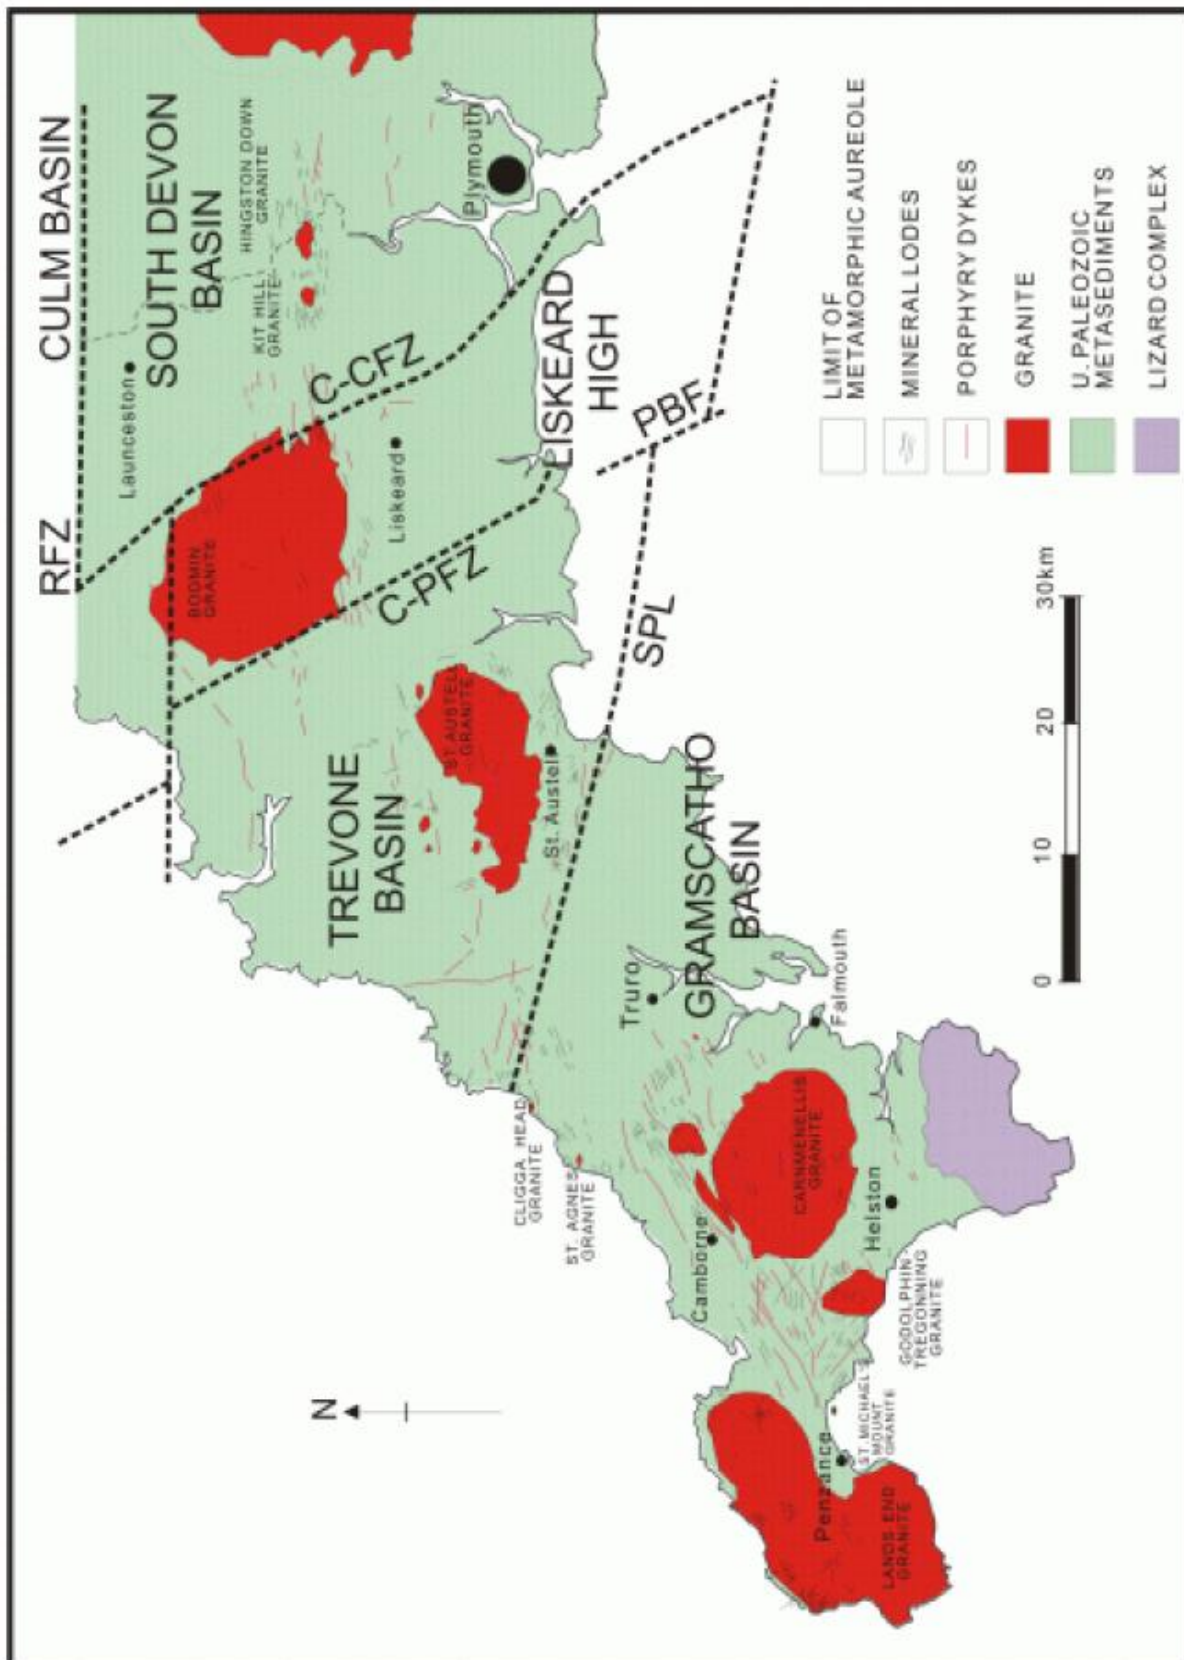 RFZ
CULM BASIN
Launceston
SOUTH DEVON
BASIN
HINGSTON DOWN
GRANITE
KIT HILL
GRANITE
BODMIN
GRANITE
C-CFZ
Plymouth
Liskeard
C-PFZ
LISKEARD
HIGH
PBF
TREVONE
BASIN
ST AUSTELL
GRANITE
St. Austell
SPL
GRAMSCATHO
BASIN
CLIGGA HEAD
GRANITE
ST. AGNES
GRANITE
Truro
Falmouth
Camborne
CARNMENELLIS
GRANITE
Helston
GODOLPHIN-
TREGONNING
GRANITE
ST. MICHAEL'S
MOUNT
GRANITE
Penzance
LANDS END
GRANITE
N
0 10 20 30km
LIMIT OF
METAMORPHIC AUREOLE
MINERAL LODES
PORPHYRY DYKES
GRANITE
U. PALEOZOIC
METASEDIMENTS
LIZARD COMPLEX